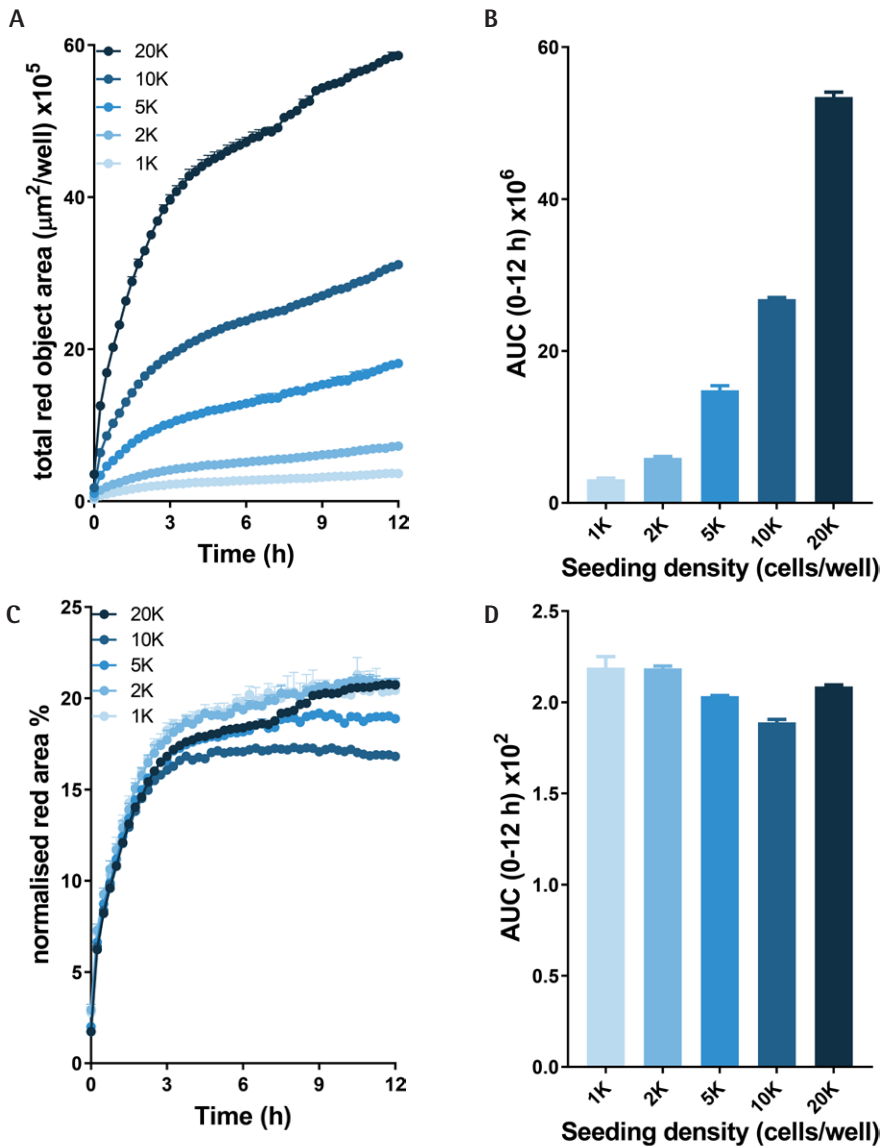 A
20K
10K
5K
2K
1K
60
40
20
0
total red object area (μm²/well) x10⁵
0 3 6 9 12
Time (h)
B
60
40
20
0
AUC (0-12 h) x10⁶
1K 2K 5K 10K 20K
Seeding density (cells/well)
C
20K
10K
5K
2K
1K
25
20
15
10
5
0
normalised red area %
0 3 6 9 12
Time (h)
D
2.5
2.0
1.5
1.0
0.5
0.0
AUC (0-12 h) x10²
1K 2K 5K 10K 20K
Seeding density (cells/well)